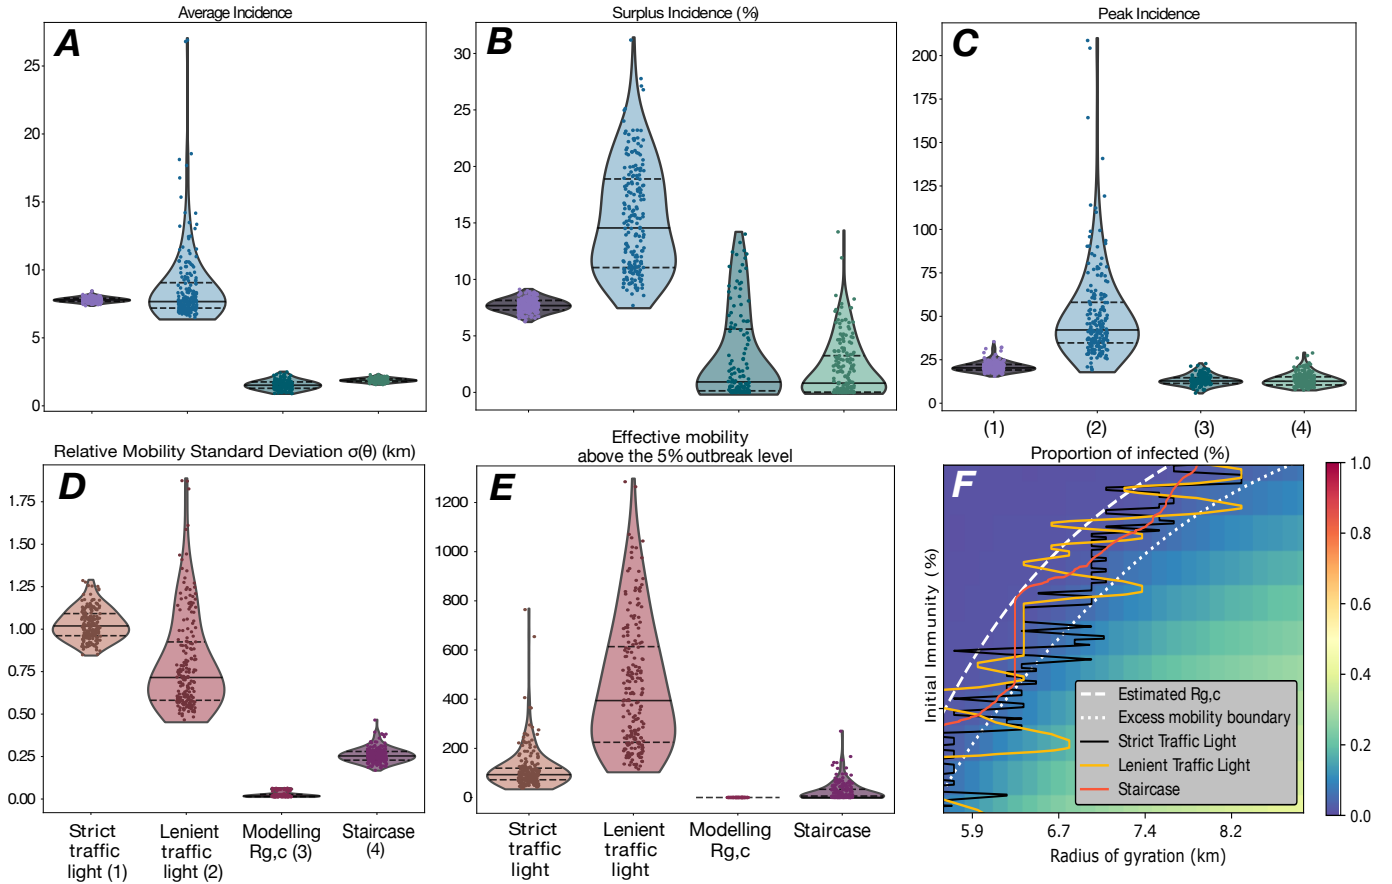 Average Incidence
A
25
20
15
10
5
0
Surplus Incidence (%)
B
30
25
20
15
10
5
0
Peak Incidence
C
200
175
150
125
100
75
50
25
0
(1)
(2)
(3)
(4)
Relative Mobility Standard Deviation σ(θ) (km)
D
1.75
1.50
1.25
1.00
0.75
0.50
0.25
0.00
Strict
traffic
light (1)
Lenient
traffic
light (2)
Modelling
Rg,c (3)
Staircase
(4)
Effective mobility
above the 5% outbreak level
E
1200
1000
800
600
400
200
0
Strict
traffic
light
Lenient
traffic
light
Modelling
Rg,c
Staircase
Proportion of infected (%)
F
Initial Immunity (%)
Estimated Rg,c
Excess mobility boundary
Strict Traffic Light
Lenient Traffic Light
Staircase
5.9
6.7
7.4
8.2
Radius of gyration (km)
1.0
0.8
0.6
0.4
0.2
0.0